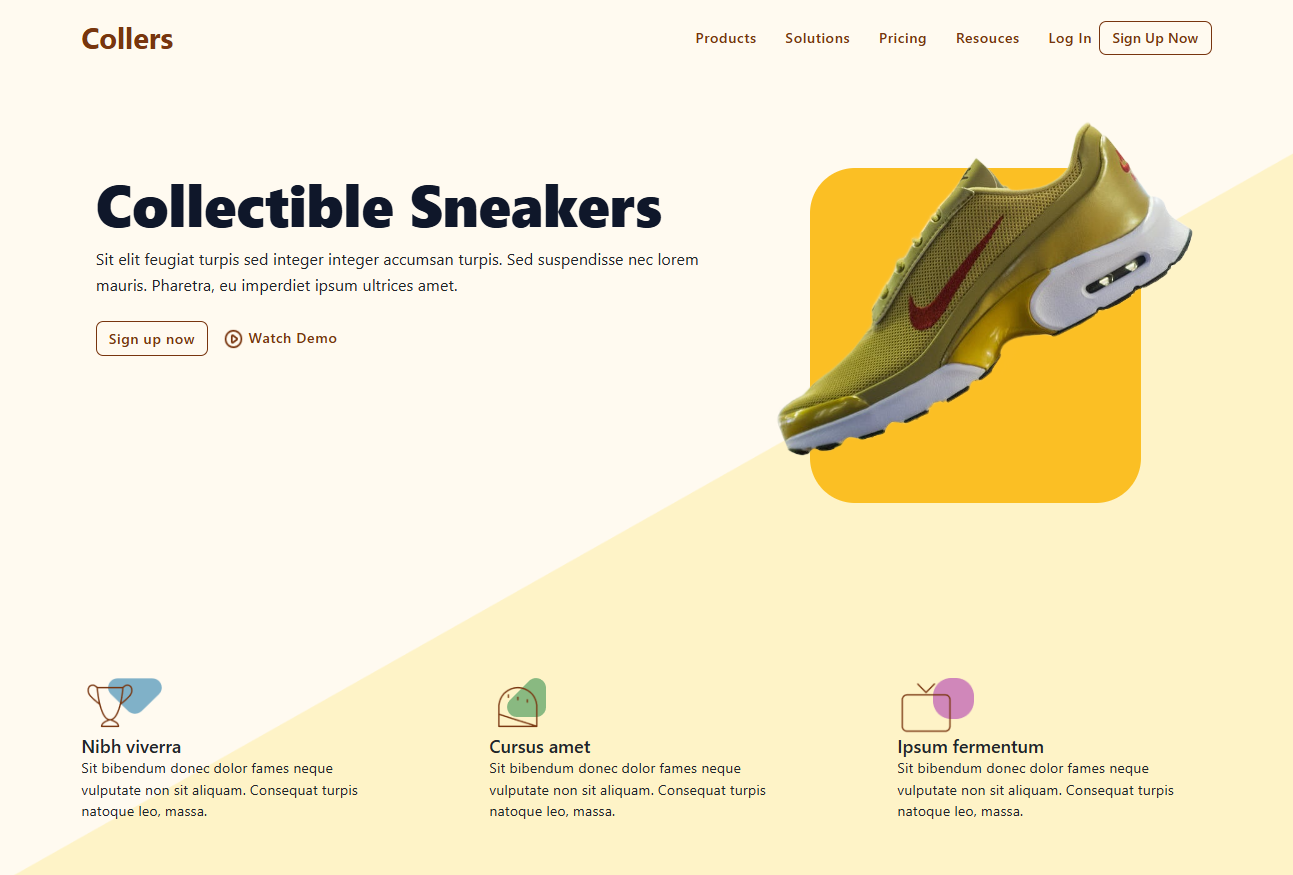 Collers
Products Solutions Pricing Resouces Log In Sign Up Now
Collectible Sneakers
Sit elit feugiat turpis sed integer integer accumsan turpis. Sed suspendisse nec lorem
mauris. Pharetra, eu imperdiet ipsum ultrices amet.
Sign up now Watch Demo
Nibh viverra
Sit bibendum donec dolor fames neque
vulputate non sit aliquam. Consequat turpis
natoque leo, massa.
Cursus amet
Sit bibendum donec dolor fames neque
vulputate non sit aliquam. Consequat turpis
natoque leo, massa.
Ipsum fermentum
Sit bibendum donec dolor fames neque
vulputate non sit aliquam. Consequat turpis
natoque leo, massa.